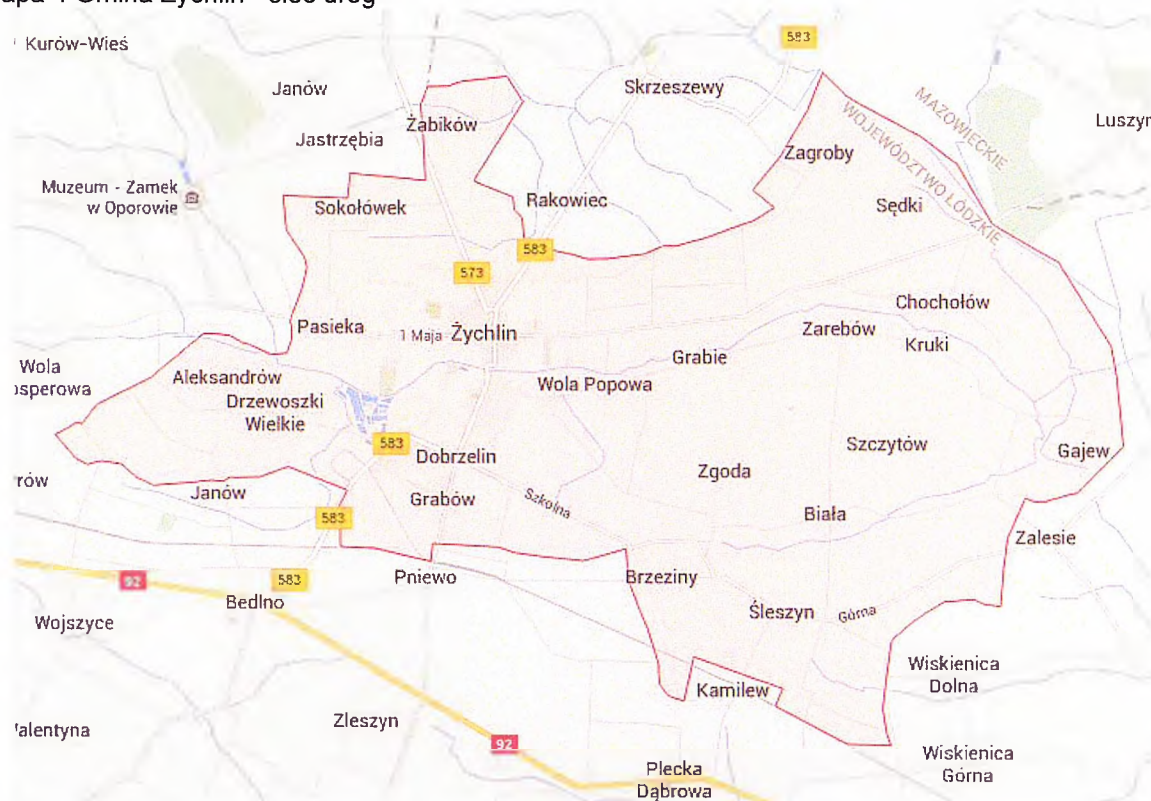 Gmina Żychlin
583
Kurów-Wieś
Skrzeszewy
Janów
MAZOWIECKIE
WOJEWÓDZTWO ŁÓDZKIE
Żabików
Jastrzębia
Zagroby
Muzeum - Zamek
w Oporowie
Rakowiec
Sokołówek
Sędki
583
573
Chochołów
Pasieka
1 Maja
Żychlin
Zarębów
Kruki
Grabie
Wola
Aleksandrów
Wola Popowa
Drzewoszki
Wielkie
583
Szczytów
Dobrzelin
Gajew
Zgoda
Janów
Grabów
Szkolna
Biała
583
Zalesie
Pniewo
Brzeziny
92
583
Bedlno
Śleszyn
Górna
Wojszyce
Wiskienica
Dolna
Kamilew
Zleszyn
92
Wiskienica
Górna
Plecka
Dąbrowa